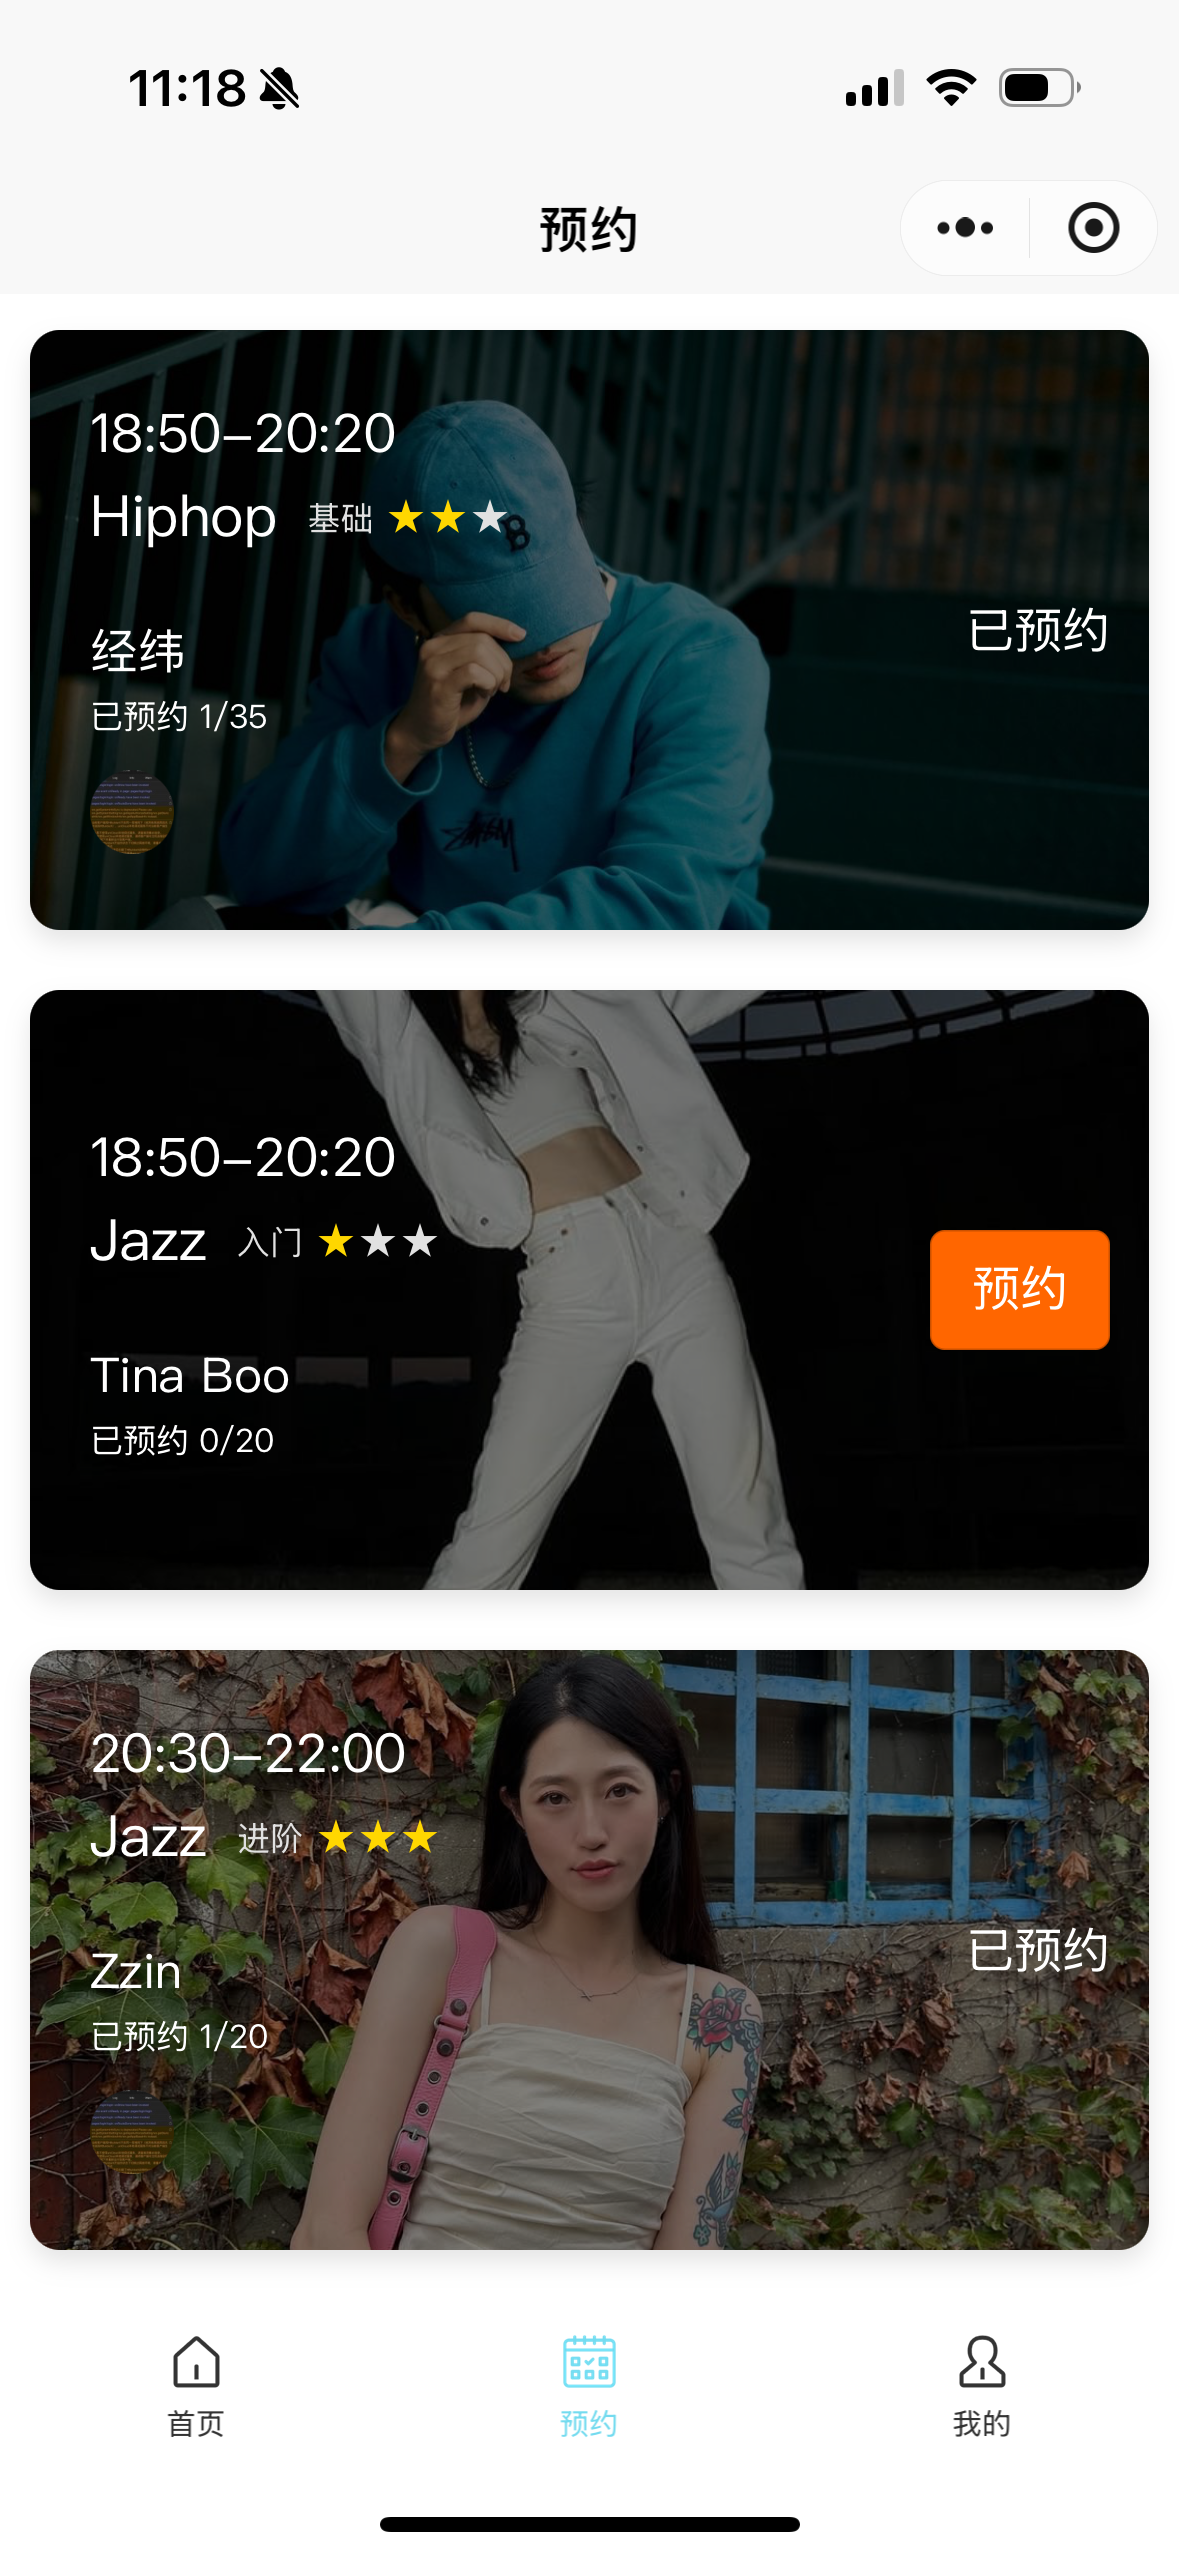 11:18
预约
18:50–20:20
Hiphop 基础 ★★★
经纬
已预约 1/35
已预约
B
18:50–20:20
Jazz 入门 ★★★
Tina Boo
已预约 0/20
预约
20:30–22:00
Jazz 进阶 ★★★
Zzin
已预约 1/20
已预约
首页
预约
我的